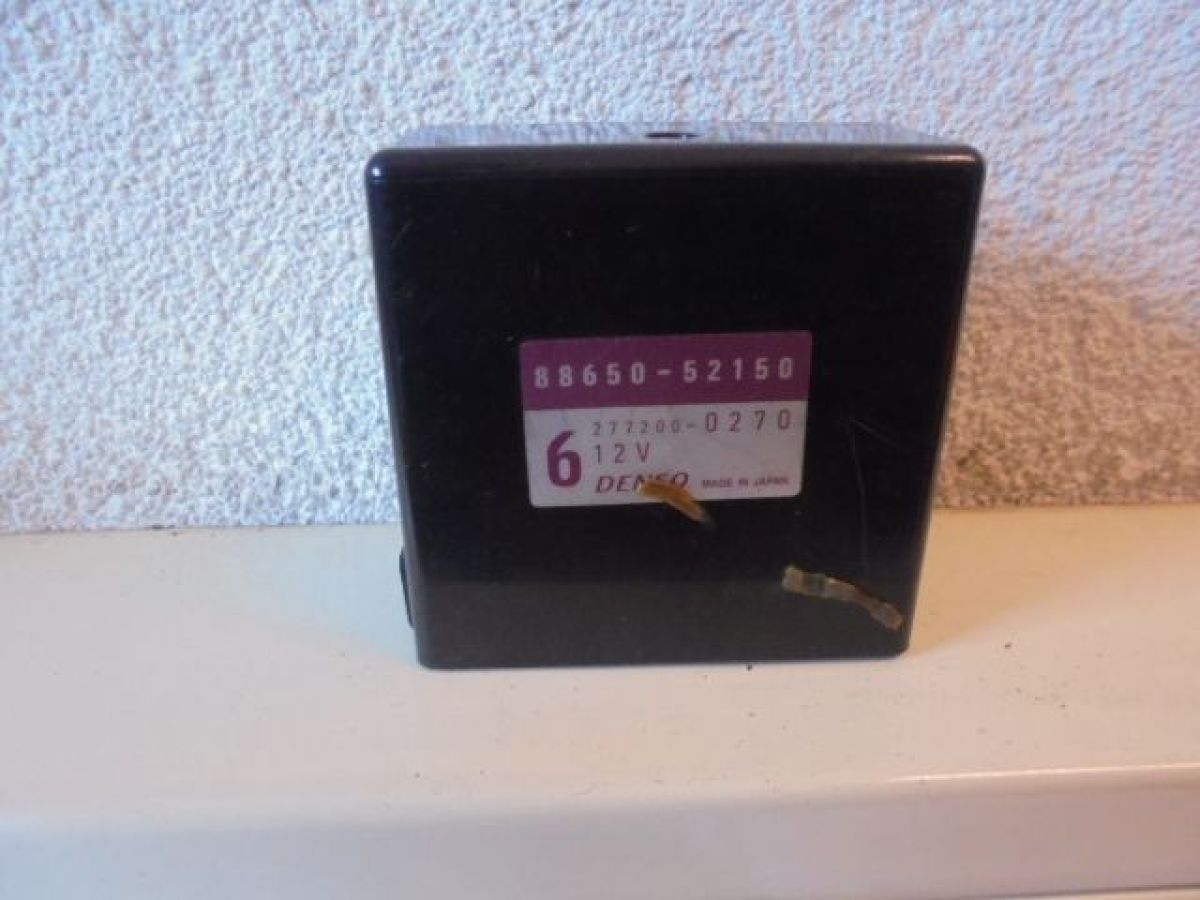 88650-52150
6
277200-0270
12V
DENSO MADE IN JAPAN